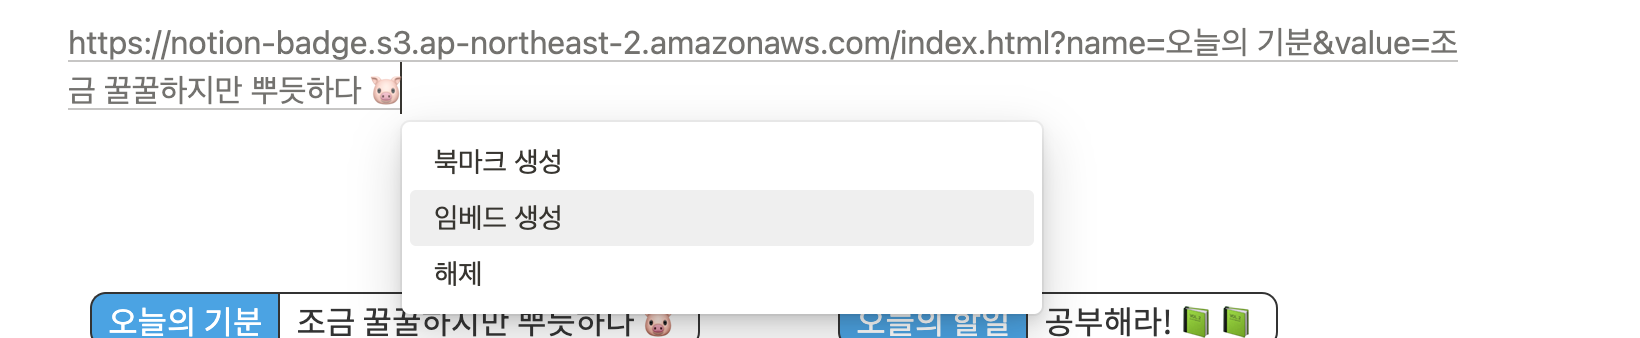 https://notion-badge.s3.ap-northeast-2.amazonaws.com/index.html?name=오늘의 기분&value=조
금 꿀꿀하지만 뿌듯하다 🐷
북마크 생성
임베드 생성
해제
오늘의 기분 조금 꿀꿀하지만 뿌듯하다 🐷 오늘의 할일 공부해라! 📗 📗